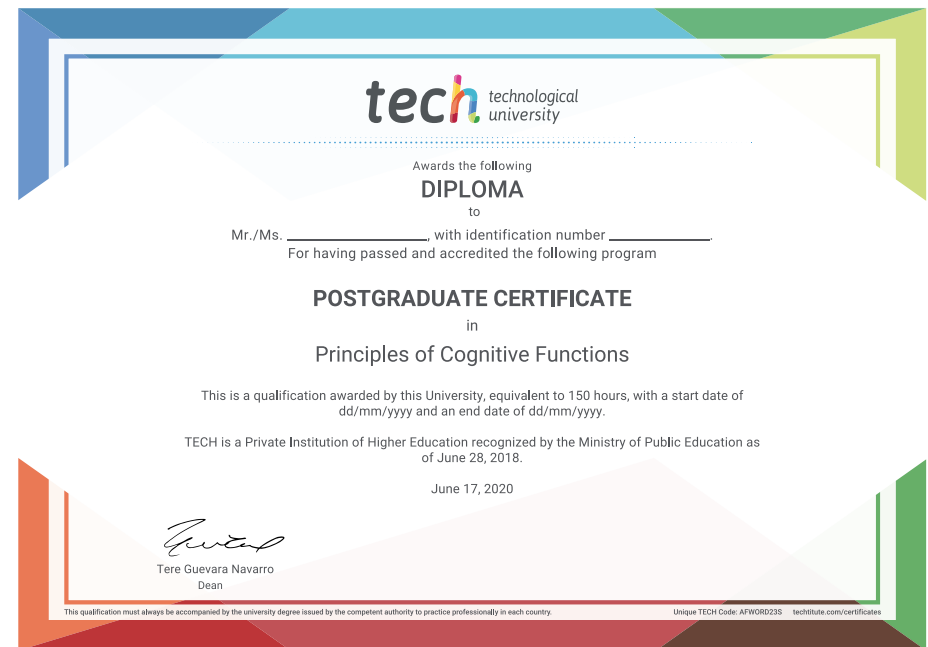 tech technological
university
Awards the following
DIPLOMA
to
Mr./Ms. ____________, with identification number ____________.
For having passed and accredited the following program
POSTGRADUATE CERTIFICATE
in
Principles of Cognitive Functions
This is a qualification awarded by this University, equivalent to 150 hours, with a start date of
dd/mm/yyyy and an end date of dd/mm/yyyy.
TECH is a Private Institution of Higher Education recognized by the Ministry of Public Education as
of June 28, 2018.
June 17, 2020
Tere Guevara Navarro
Dean
This qualification must always be accompanied by the university degree issued by the competent authority to practice professionally in each country.
Unique TECH Code: AFWORD23S techtitute.com/certificates